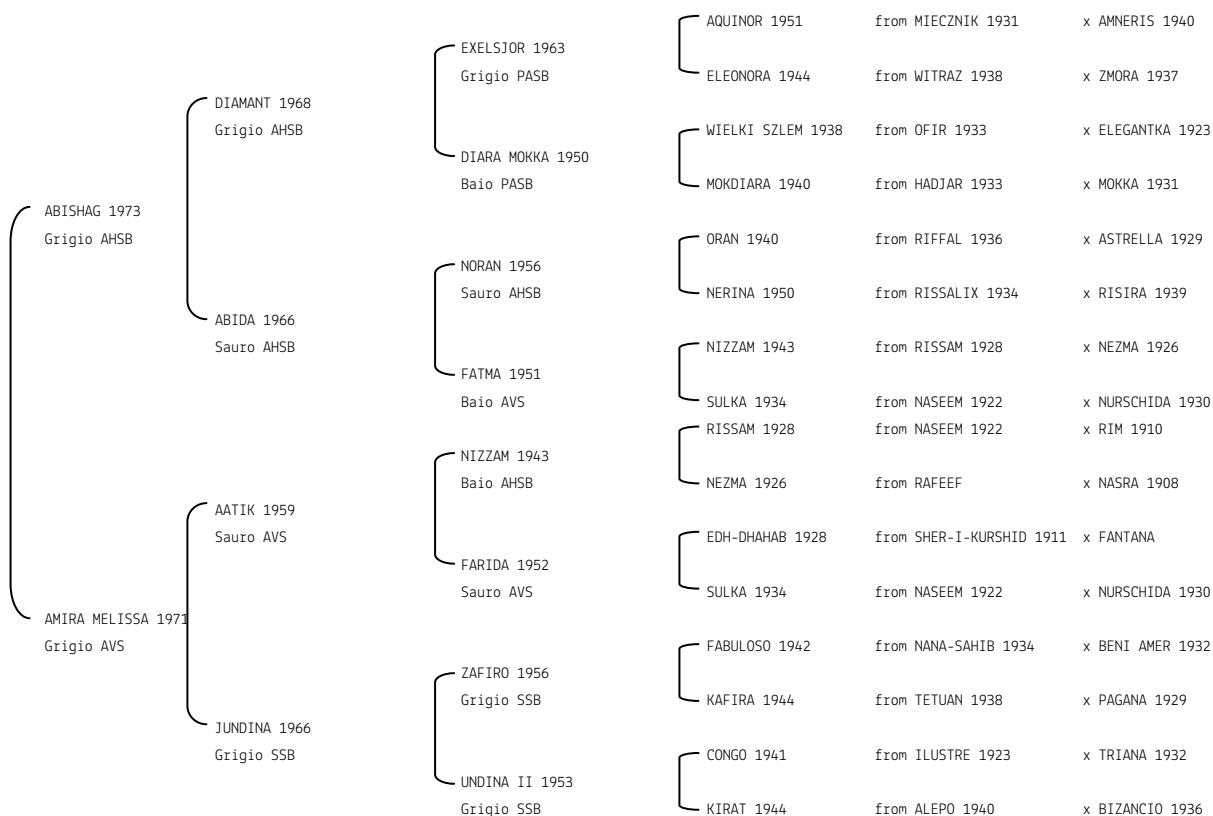 AQUINOR 1951 from MIECZNIK 1931 x AMNERIS 1940
EXELSJOR 1963
Grigio PASB
ELEONORA 1944 from WITRAZ 1938 x ZMORA 1937
DIAMANT 1968
Grigio AHSB
WIELKI SZLEM 1938 from OFIR 1933 x ELEGANTKA 1923
DIARA MOKKA 1950
Baio PASB
MOKDIARA 1940 from HADJAR 1933 x MOKKA 1931
ABISHAG 1973
Grigio AHSB
ORAN 1940 from RIFFAL 1936 x ASTRELLA 1929
NORAN 1956
Sauro AHSB
NERINA 1950 from RISSALIX 1934 x RISIRA 1939
ABIDA 1966
Sauro AHSB
NIZZAM 1943 from RISSAM 1928 x NEZMA 1926
FATMA 1951
Baio AVS
SULKA 1934 from NASEEM 1922 x NURSCHIDA 1930
RISSAM 1928 from NASEEM 1922 x RIM 1910
NIZZAM 1943
Baio AHSB
NEZMA 1926 from RAFEEF x NASRA 1908
AATIK 1959
Sauro AVS
EDH-DHAHAB 1928 from SHER-I-KURSHID 1911 x FANTANA
FARIDA 1952
Sauro AVS
SULKA 1934 from NASEEM 1922 x NURSCHIDA 1930
AMIRA MELISSA 1971
Grigio AVS
FABULOSO 1942 from NANA-SAHIB 1934 x BENI AMER 1932
ZAFIRO 1956
Grigio SSB
KAFIRA 1944 from TETUAN 1938 x PAGANA 1929
JUNDINA 1966
Grigio SSB
CONGO 1941 from ILUSTRE 1923 x TRIANA 1932
UNDINA II 1953
Grigio SSB
KIRAT 1944 from ALEPO 1940 x BIZANCIO 1936